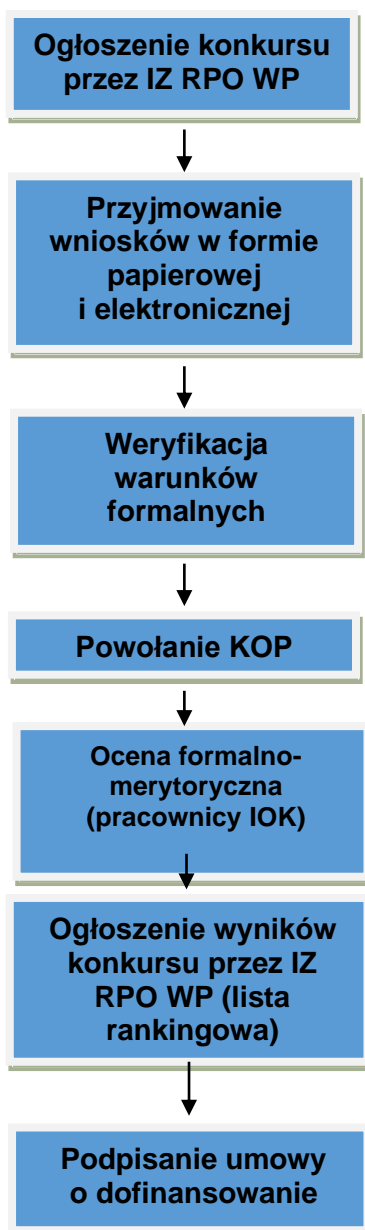 Ogłoszenie konkursu
przez IZ RPO WP
Przyjmowanie
wniosków w formie
papierowej
i elektronicznej
Weryfikacja
warunków
formalnych
Powołanie KOP
Ocena formalno-
merytoryczna
(pracownicy IOK)
Ogłoszenie wyników
konkursu przez IZ
RPO WP (lista
rankingowa)
Podpisanie umowy
o dofinansowanie